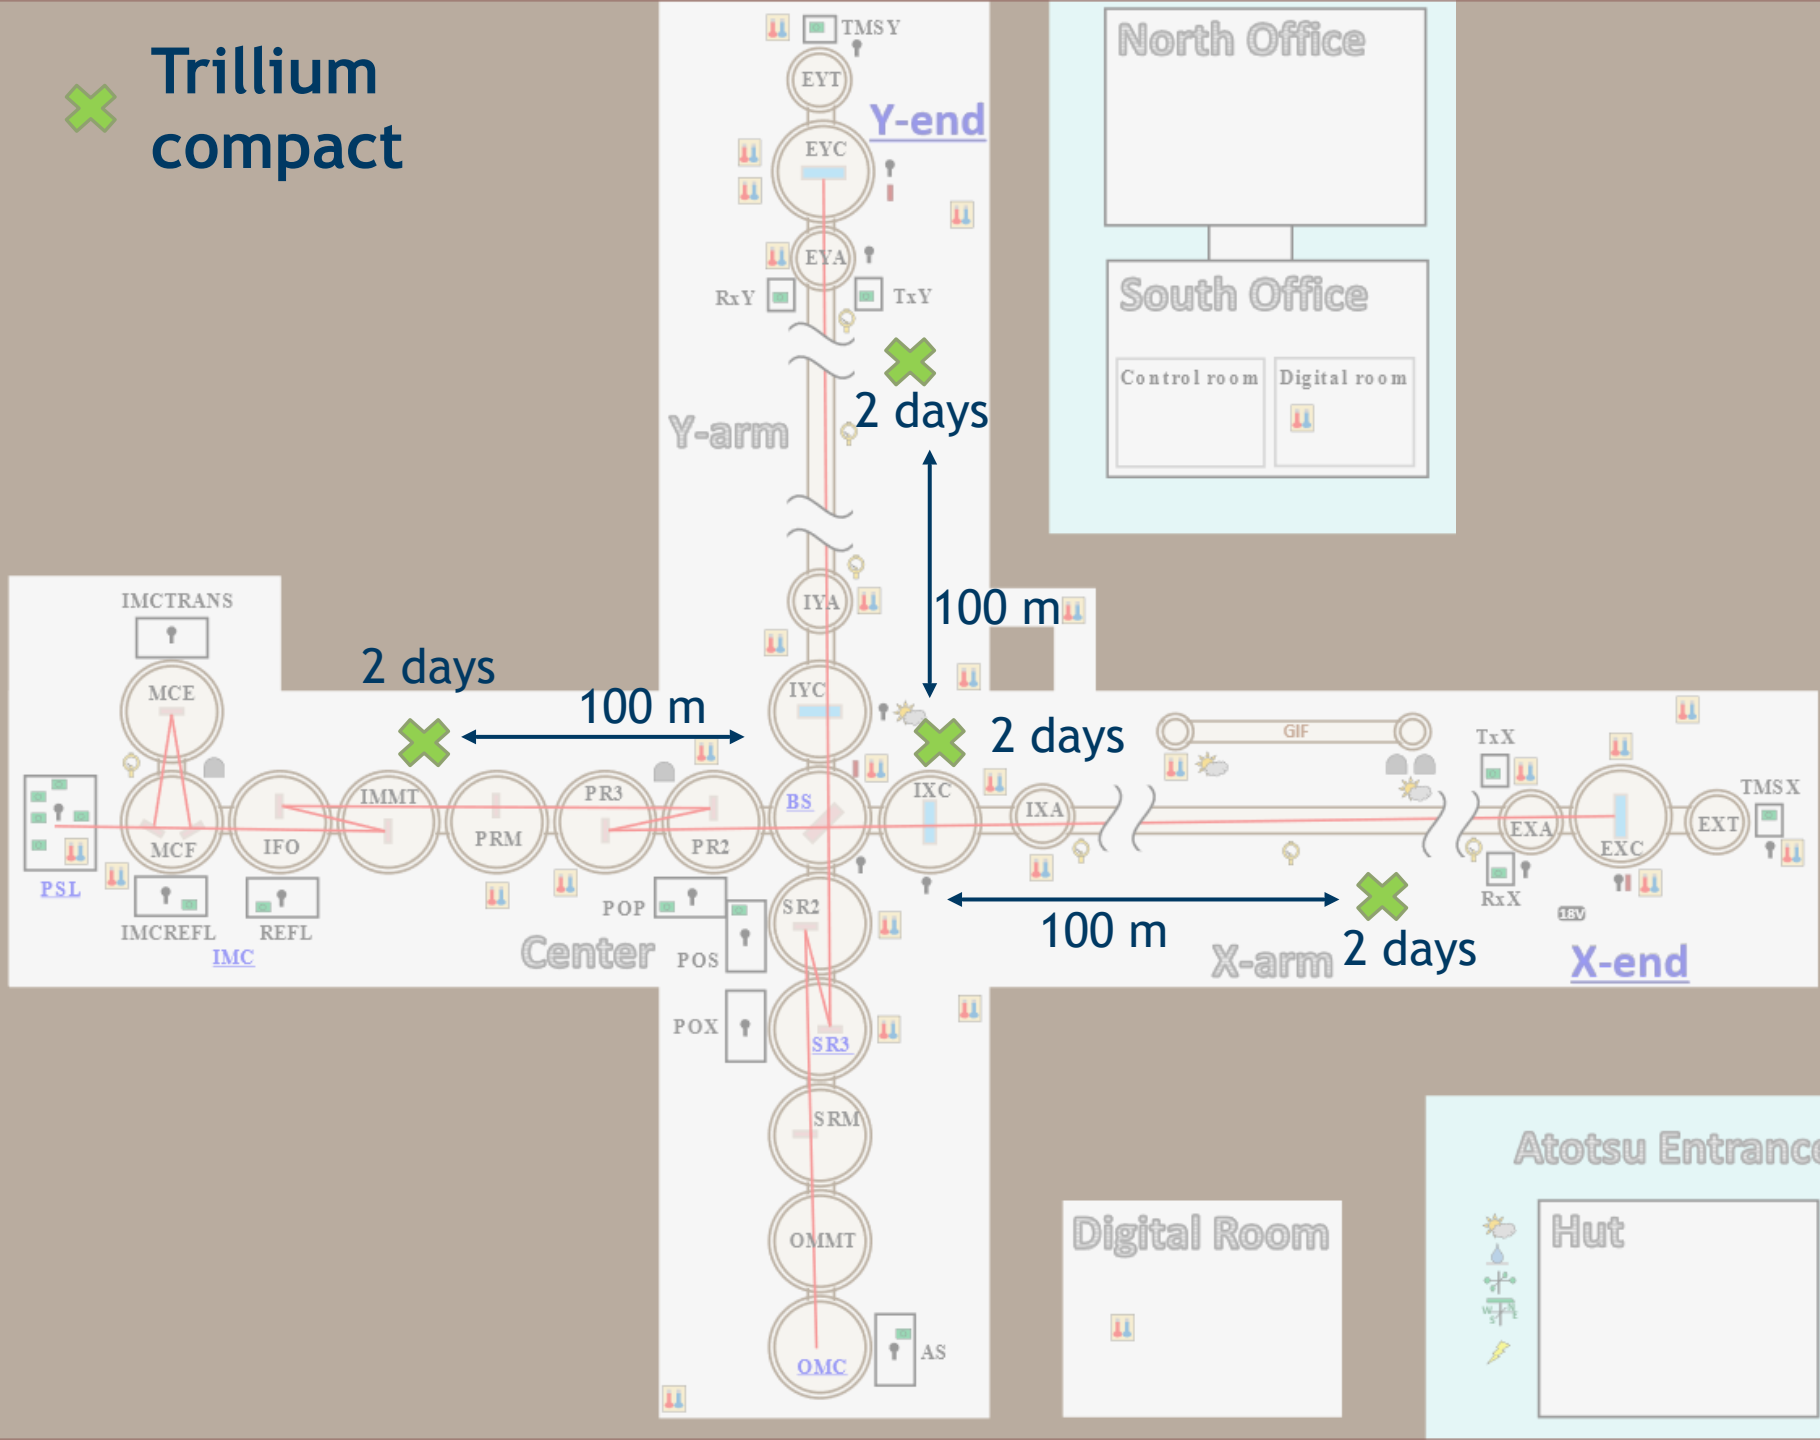 Trillium
compact
TMSY
EYT
Y-end
EYC
EYA
RxY
TxY
2 days
Y-arm
North Office
South Office
Control room
Digital room
100 m
IYA
IMCTRANS
2 days
100 m
MCE
IYC
2 days
GIF
TxX
TMSX
IMMT
PR3
BS
IXC
IXA
MCF
IFO
PRM
PR2
EXA
EXC
EXT
PSL
IMCREFL
REFL
IMC
POP
POS
Center
SR2
100 m
X-arm
2 days
RxX
18V
X-end
POX
SR3
SRM
OMMT
OMC
AS
Digital Room
Atotsu Entrance
Hut